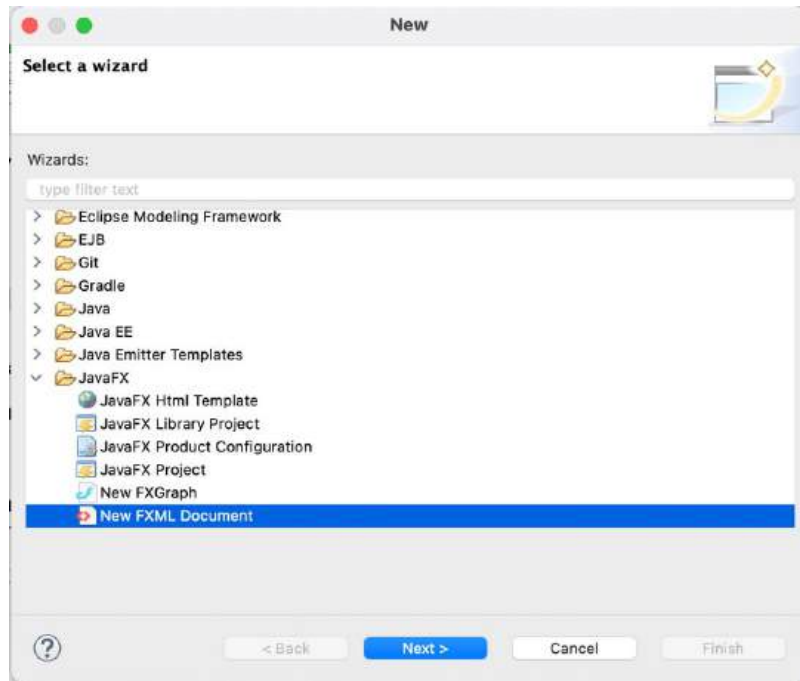 New
Select a wizard
Wizards:
type filter text
Eclipse Modeling Framework
EJB
Git
Gradle
Java
Java EE
Java Emitter Templates
JavaFX
JavaFX Html Template
JavaFX Library Project
JavaFX Product Configuration
JavaFX Project
New FXGraph
New FXML Document
? < Back Next > Cancel Finish